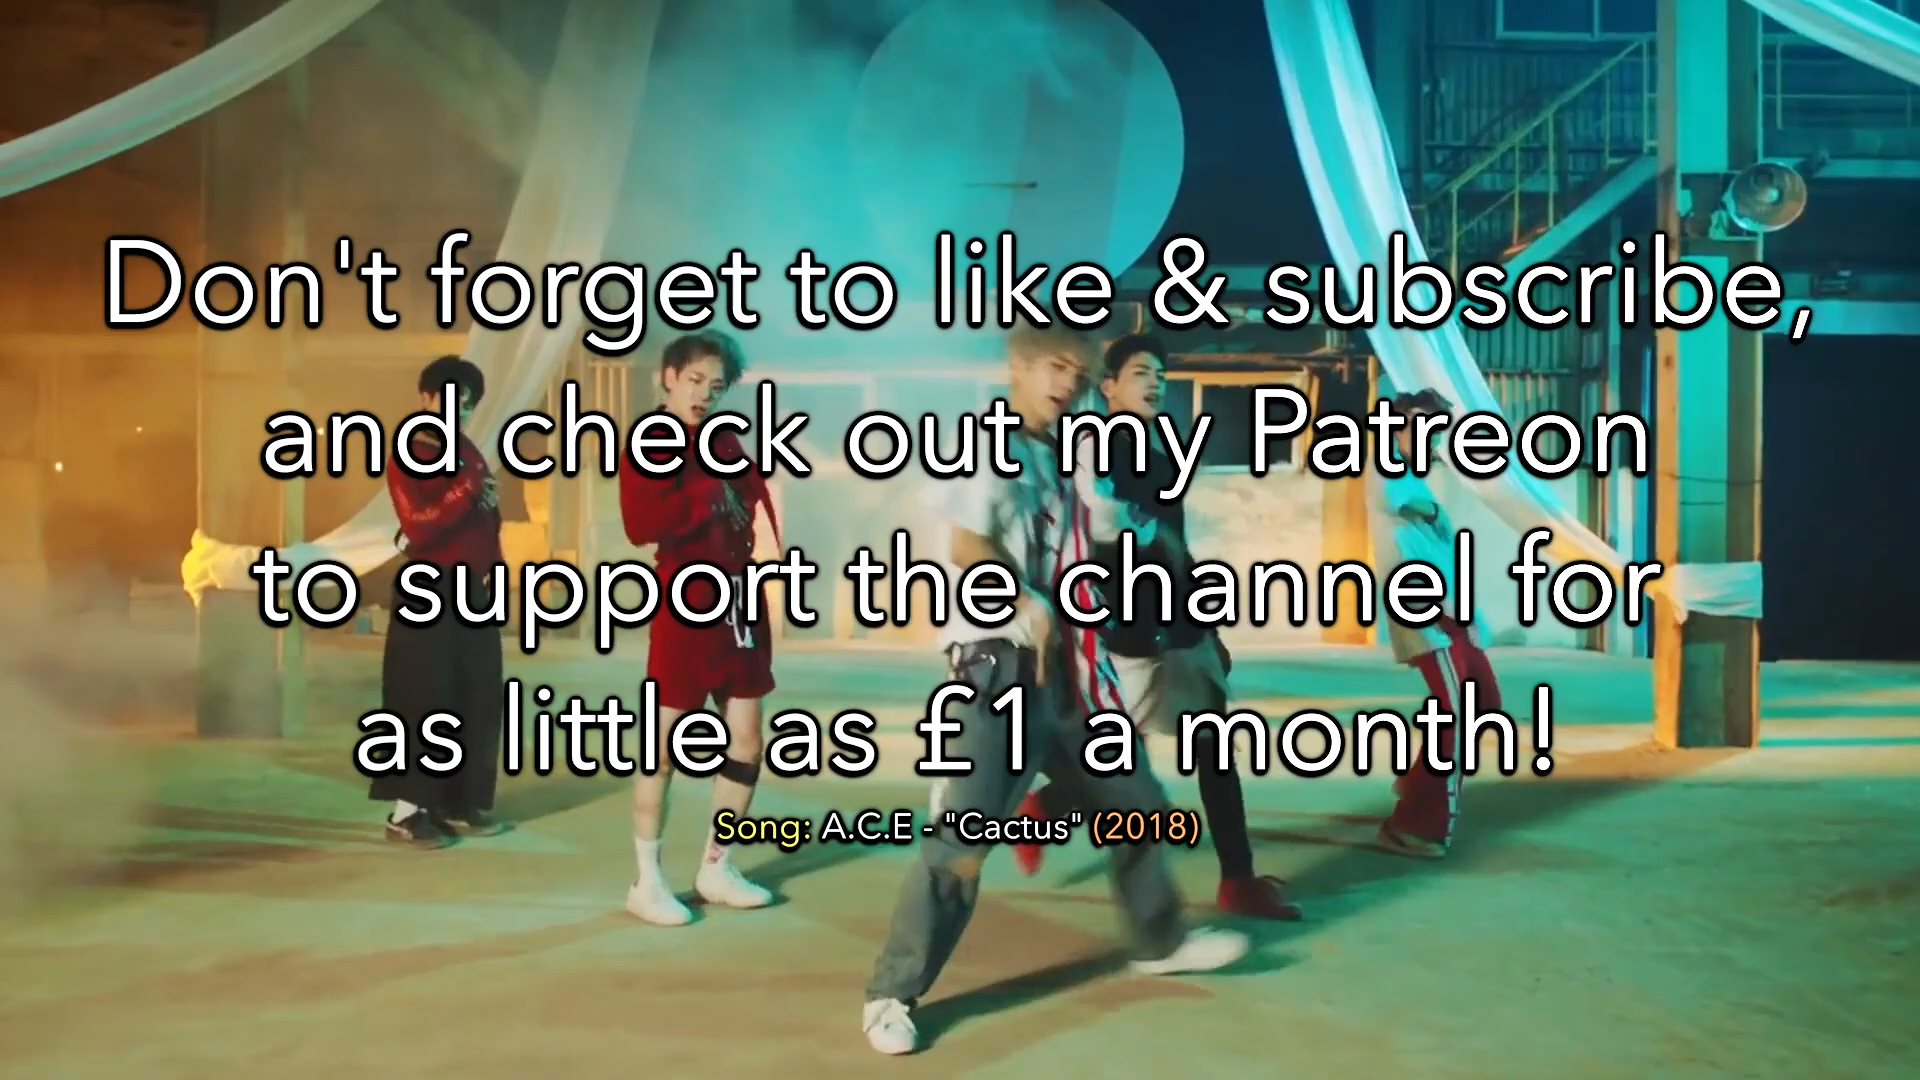 Don't forget to like & subscribe,
and check out my Patreon
to support the channel for
as little as £1 a month!
Song: A.C.E - "Cactus" (2018)